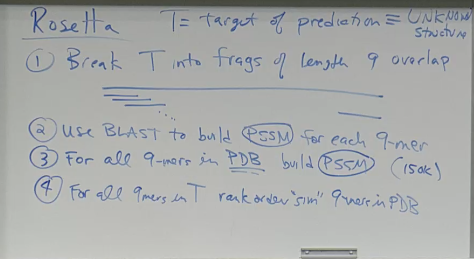 Rosetta T = target of prediction ≡ UNKNOWN
STRUCTURE
① Break T into frags of length 9 overlap
② Use BLAST to build PSSM for each 9-mer
③ For all 9-mers in PDB build PSSM (150k)
④ For all 9mers in T rank order "sim" 9mers in PDB